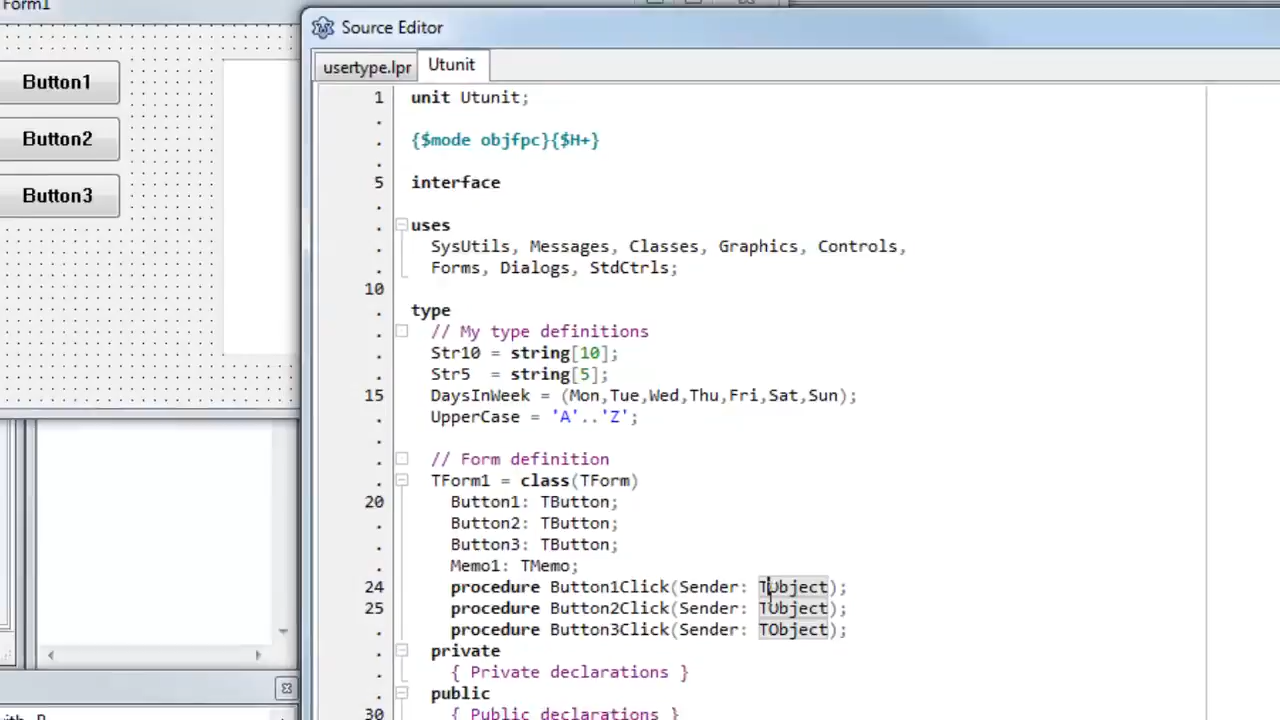 Form1
Source Editor
usertype.lpr
Utunit
Button1
Button2
Button3
1 unit Utunit;
.
. {$mode objfpc}{$H+}
.
5 interface
.
. uses
. SysUtils, Messages, Classes, Graphics, Controls,
. Forms, Dialogs, StdCtrls;
10
. type
. // My type definitions
. Str10 = string[10];
. Str5 = string[5];
15 DaysInWeek = (Mon,Tue,Wed,Thu,Fri,Sat,Sun);
. UpperCase = 'A'..'Z';
.
. // Form definition
. TForm1 = class(TForm)
20 Button1: TButton;
. Button2: TButton;
. Button3: TButton;
. Memo1: TMemo;
24 procedure Button1Click(Sender: TObject);
25 procedure Button2Click(Sender: TObject);
. procedure Button3Click(Sender: TObject);
. private
. { Private declarations }
. public
30 { Public declarations }